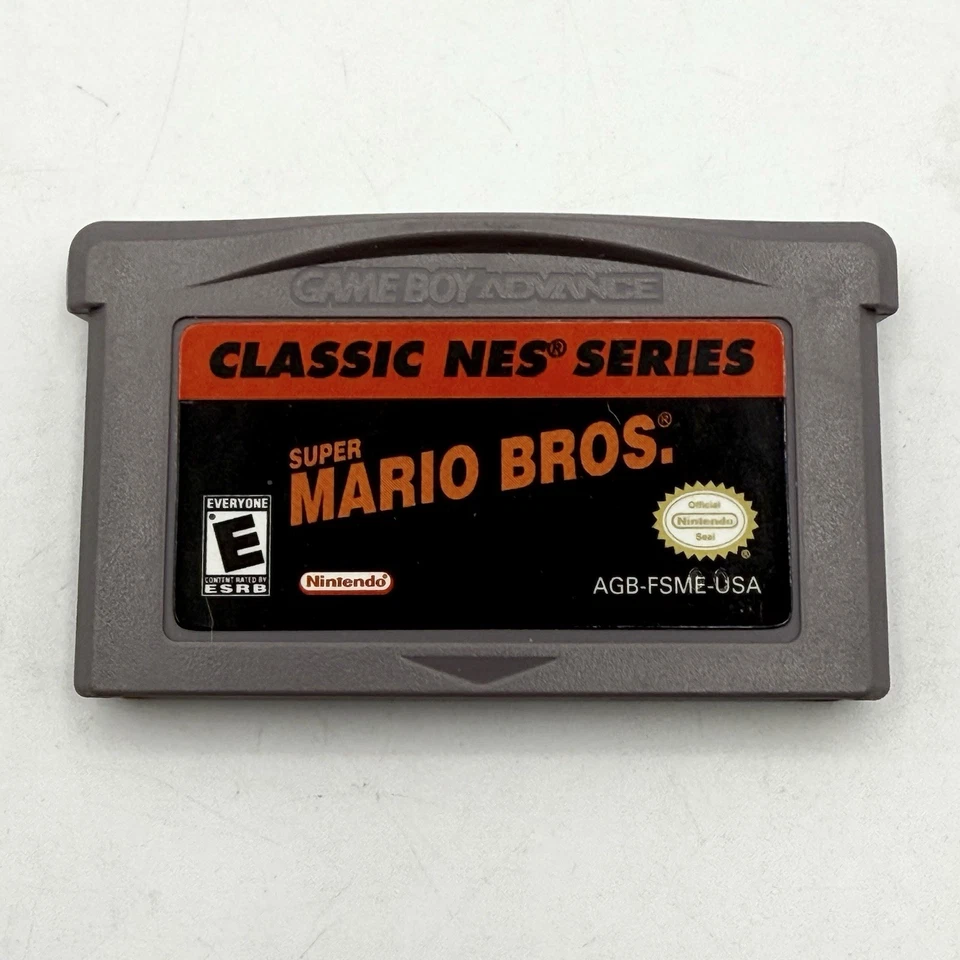 GAME BOY ADVANCE
CLASSIC NES® SERIES
SUPER
MARIO BROS.®
EVERYONE
E
CONTENT RATED BY
ESRB
Nintendo®
Official
Nintendo
Seal
®
AGB-FSME-USA